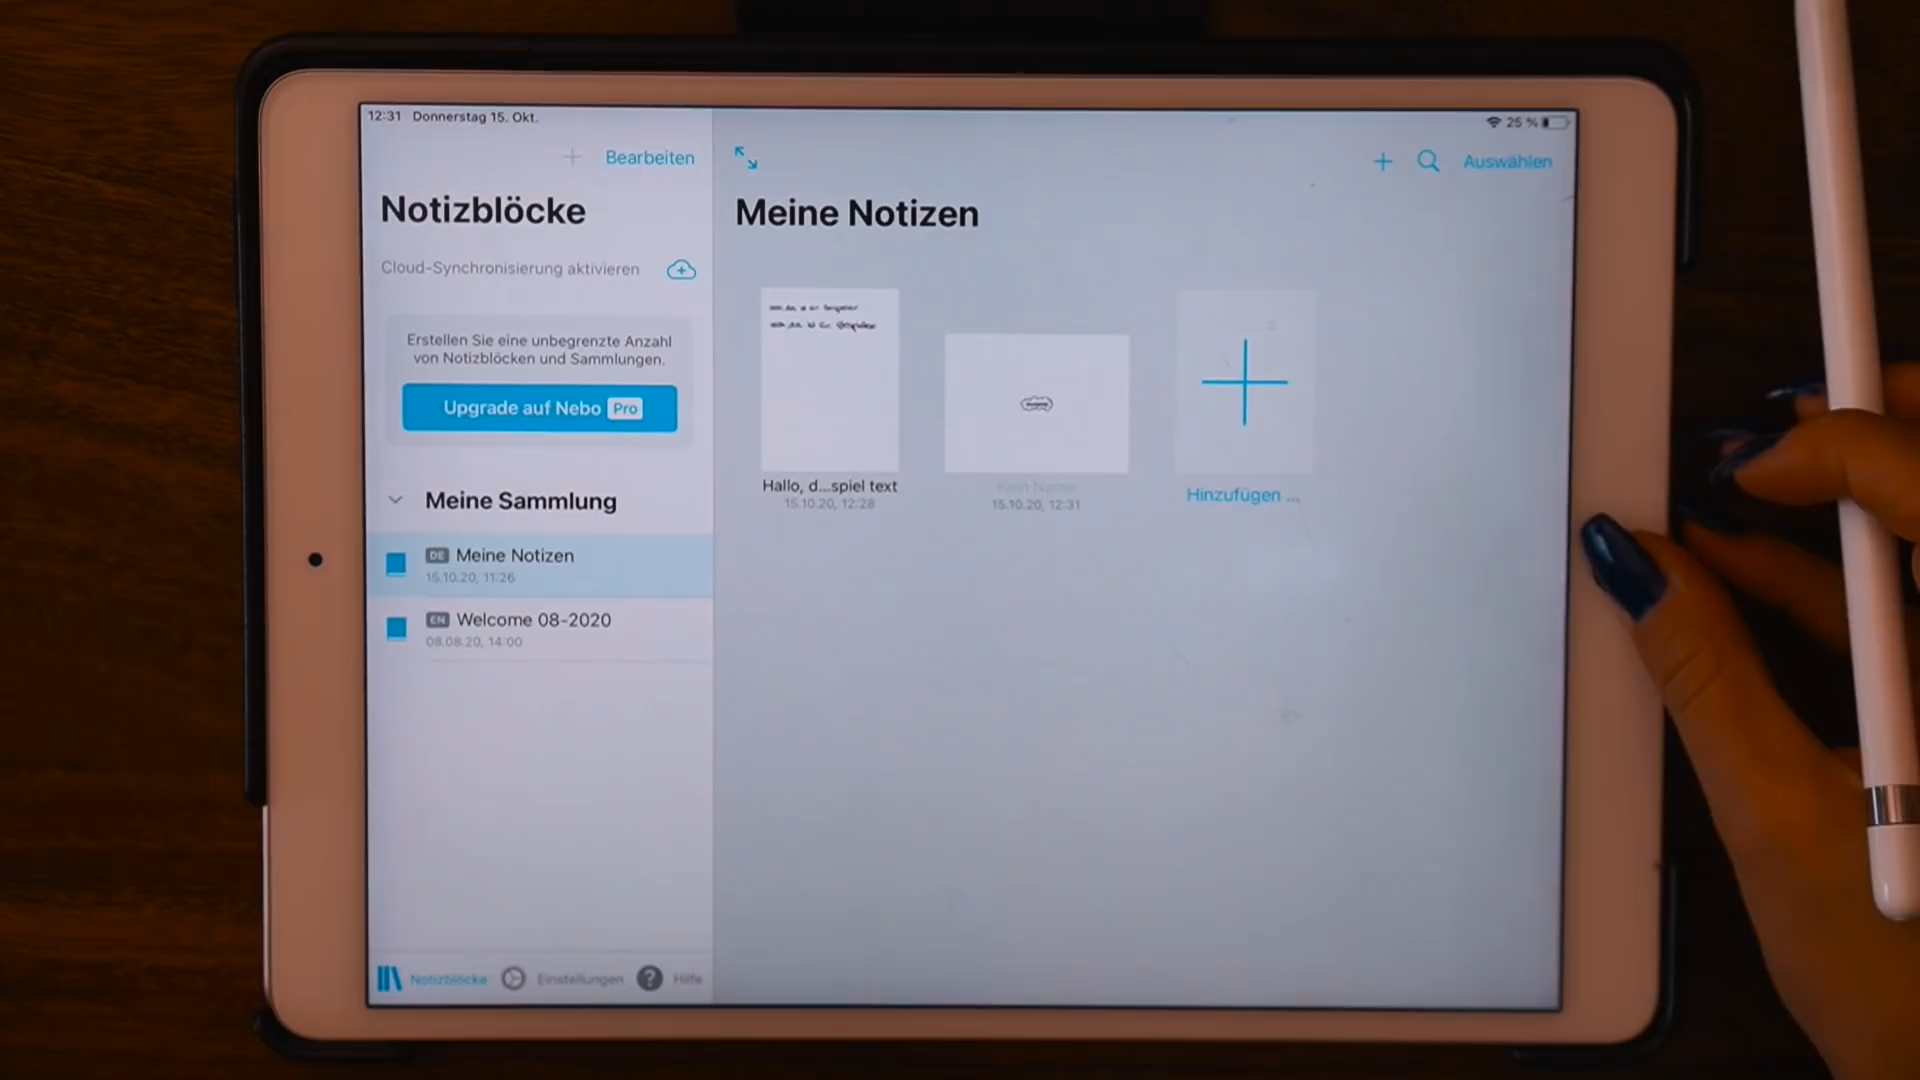 12:31 Donnerstag 15. Okt.
25 %
Bearbeiten
Auswählen
Notizblöcke
Meine Notizen
Cloud-Synchronisierung aktivieren
Erstellen Sie eine unbegrenzte Anzahl
von Notizblöcken und Sammlungen.
Upgrade auf Nebo Pro
Hallo, d...spiel text
15.10.20, 12:28
Kein Name
15.10.20, 12:31
Hinzufügen ...
Meine Sammlung
DE Meine Notizen
15.10.20, 11:26
EN Welcome 08-2020
08.08.20, 14:00
Notizblöcke
Einstellungen
Hilfe